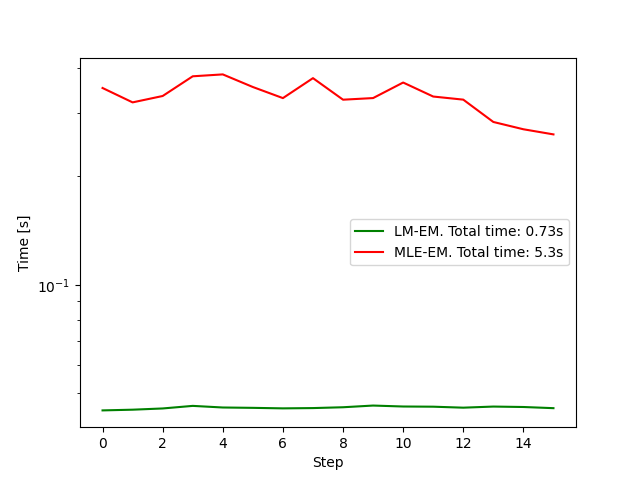 Time [s]
10⁻¹
LM-EM. Total time: 0.73s
MLE-EM. Total time: 5.3s
0 2 4 6 8 10 12 14
Step